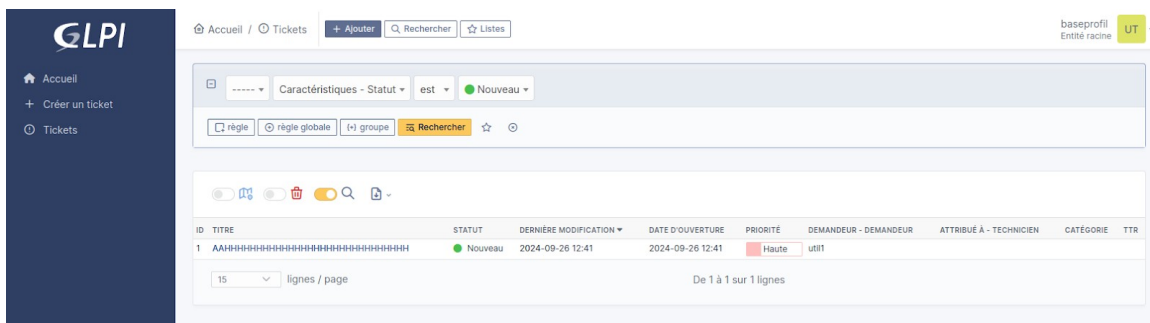 GLPI
Accueil / Tickets + Ajouter Rechercher Listes
baseprofil
Entité racine
UT
Accueil
+ Créer un ticket
Tickets
----- Caractéristiques - Statut est Nouveau
règle règle globale (+) groupe Rechercher
ID TITRE STATUT DERNIÈRE MODIFICATION DATE D'OUVERTURE PRIORITÉ DEMANDEUR - DEMANDEUR ATTRIBUÉ À - TECHNICIEN CATÉGORIE TTR
1 AAHHHHHHHHHHHHHHHHHHHHHHHHHHHHHHH Nouveau 2024-09-26 12:41 2024-09-26 12:41 Haute util1
15 lignes / page De 1 à 1 sur 1 lignes